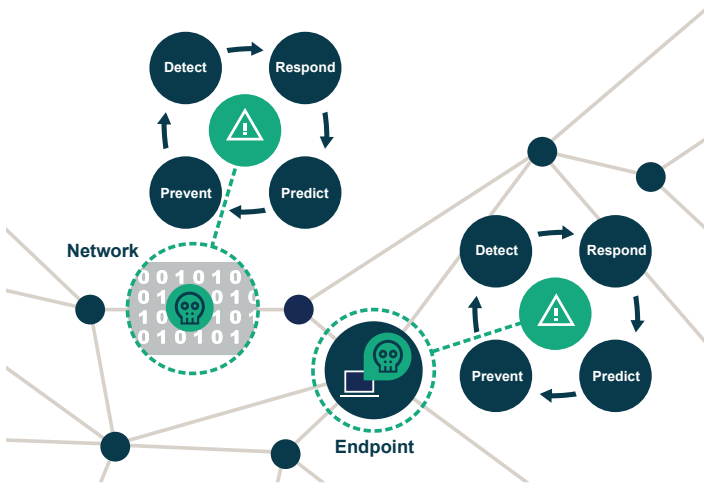 Detect
Respond
Prevent
Predict
Network
0 0 1 0 1 0
0 1 0 1 0
1 0 1 0 1
0 1 0 1 0 1
Detect
Respond
Prevent
Predict
Endpoint